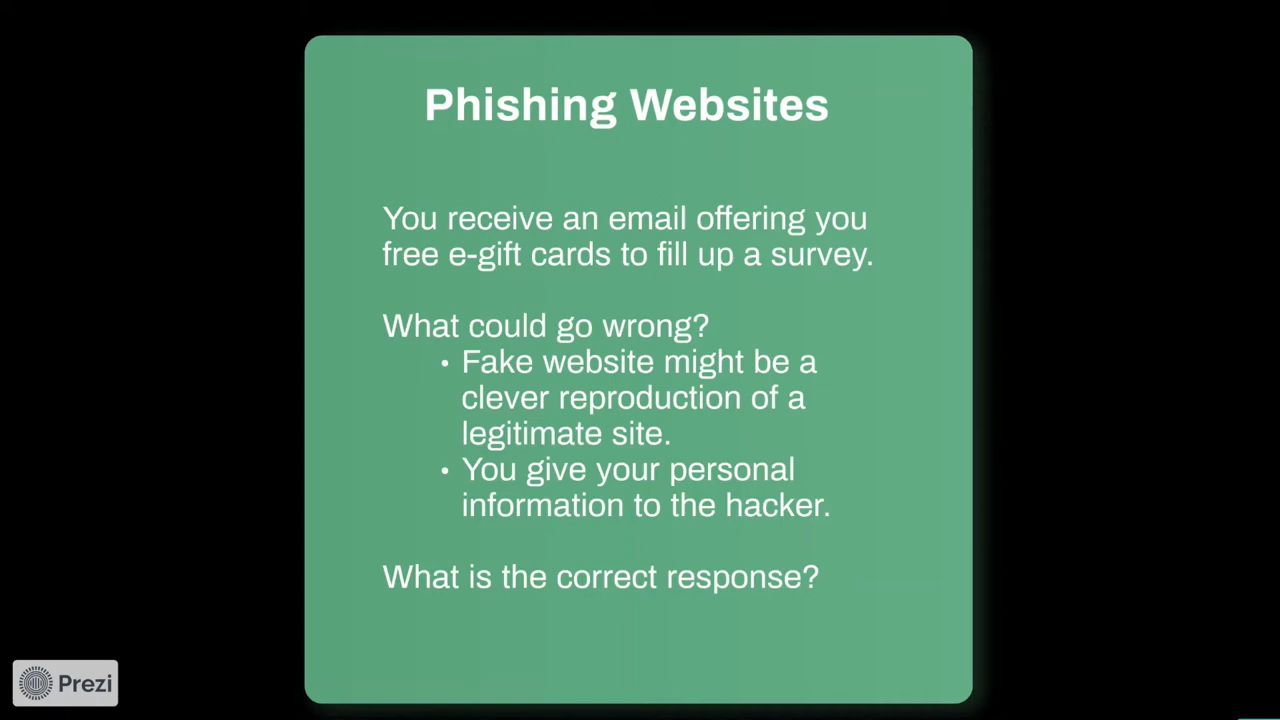 Phishing Websites
You receive an email offering you
free e-gift cards to fill up a survey.
What could go wrong?
• Fake website might be a
clever reproduction of a
legitimate site.
• You give your personal
information to the hacker.
What is the correct response?
Prezi